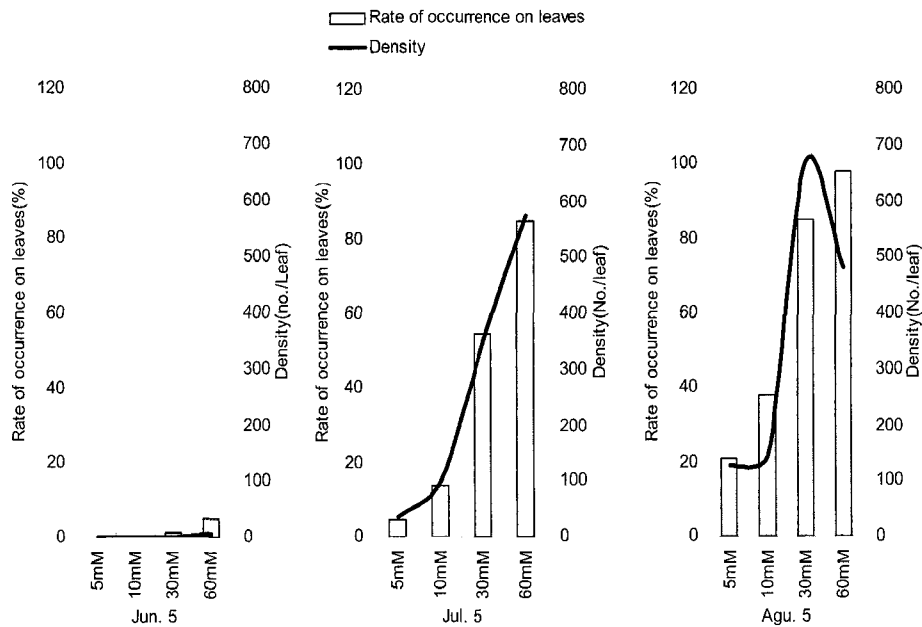 Rate of occurrence on leaves
Density
Rate of occurrence on leaves(%)
120
100
80
60
40
20
0
800
700
600
500
400
300
200
100
0
Density(no./Leaf)
5mM
10mM
30mM
60mM
Jun. 5
Rate of occurrence on leaves(%)
120
100
80
60
40
20
0
800
700
600
500
400
300
200
100
0
Density(No./leaf)
5mM
10mM
30mM
60mM
Jul. 5
Rate of occurrence on leaves(%)
120
100
80
60
40
20
0
800
700
600
500
400
300
200
100
0
Density(No./leaf)
5mM
10mM
30mM
60mM
Agu. 5